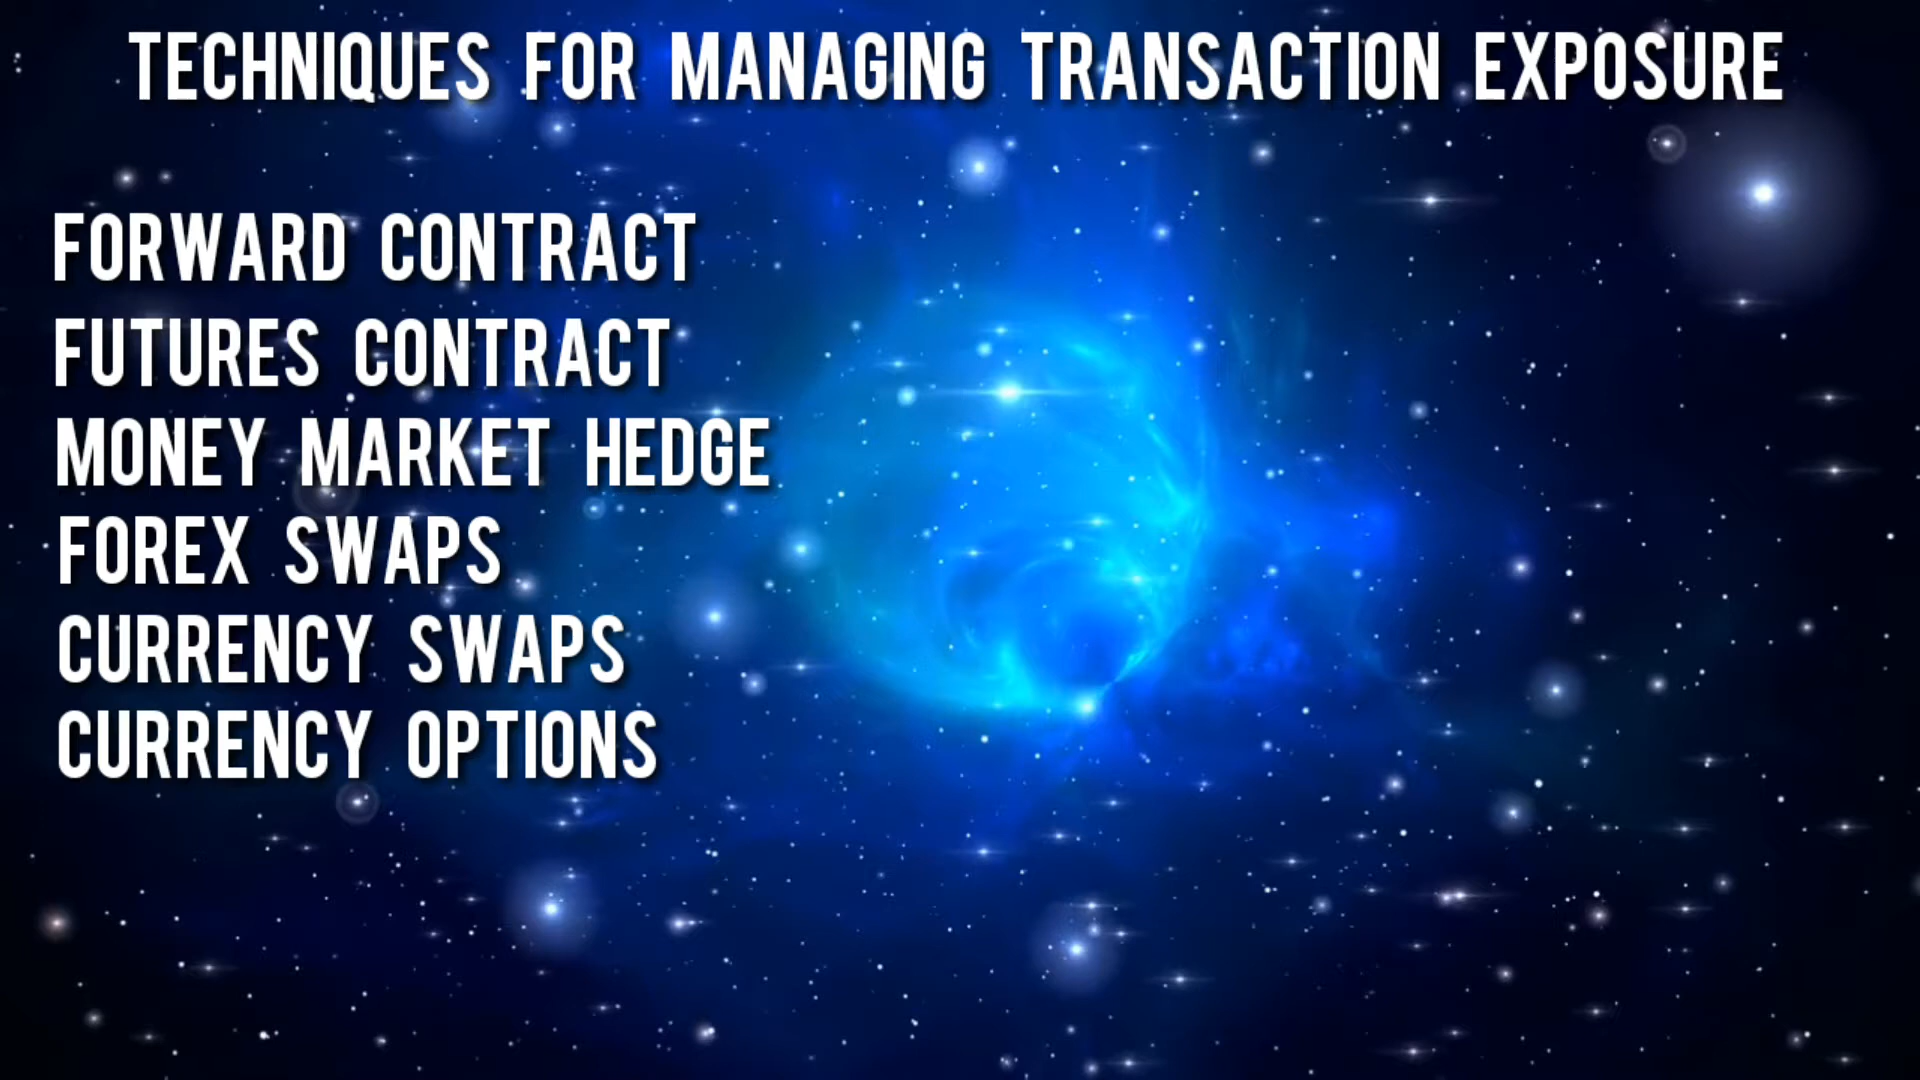 TECHNIQUES FOR MANAGING TRANSACTION EXPOSURE
FORWARD CONTRACT
FUTURES CONTRACT
MONEY MARKET HEDGE
FOREX SWAPS
CURRENCY SWAPS
CURRENCY OPTIONS